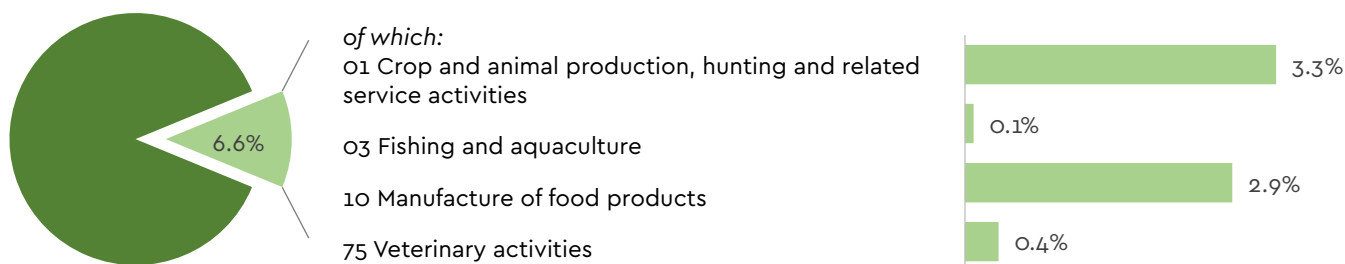 of which:
01 Crop and animal production, hunting and related
service activities
3.3%
6.6%
03 Fishing and aquaculture
0.1%
10 Manufacture of food products
2.9%
75 Veterinary activities
0.4%